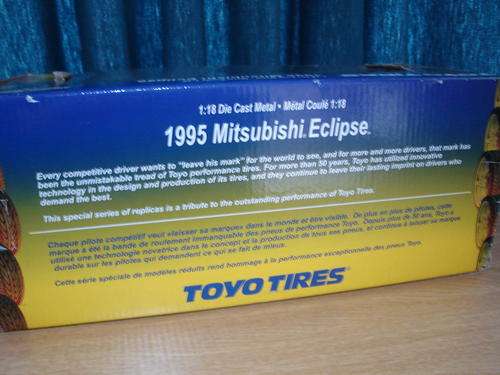 1:18 Die Cast Metal • Métal Coulé 1:18
1995 Mitsubishi Eclipse™
Every competitive driver wants to "leave his mark" for the world to see, and for more and more drivers, that mark has
been the unmistakable tread of Toyo performance tires. For more than 50 years, Toyo has utilized innovative
technology in the design and production of its tires, and they continue to leave their lasting imprint on drivers who
demand the best.
This special series of replicas is a tribute to the outstanding performance of Toyo Tires.
Chaque pilote compétitif veut «laisser sa marque» dans le monde et être visible. De plus en plus de pilotes, cette
marque a été la bande de roulement immanquable des pneus de performance Toyo. Depuis plus de 50 ans, Toyo a
utilisé une technologie novatrice dans le concept et la production de tous ses pneus, et continue à laisser sa marque
durable sur les pilotes qui demandent ce qui se fait de mieux.
Cette série spéciale de modèles réduits rend hommage à la performance exceptionnelle des pneus Toyo.
TOYO TIRES